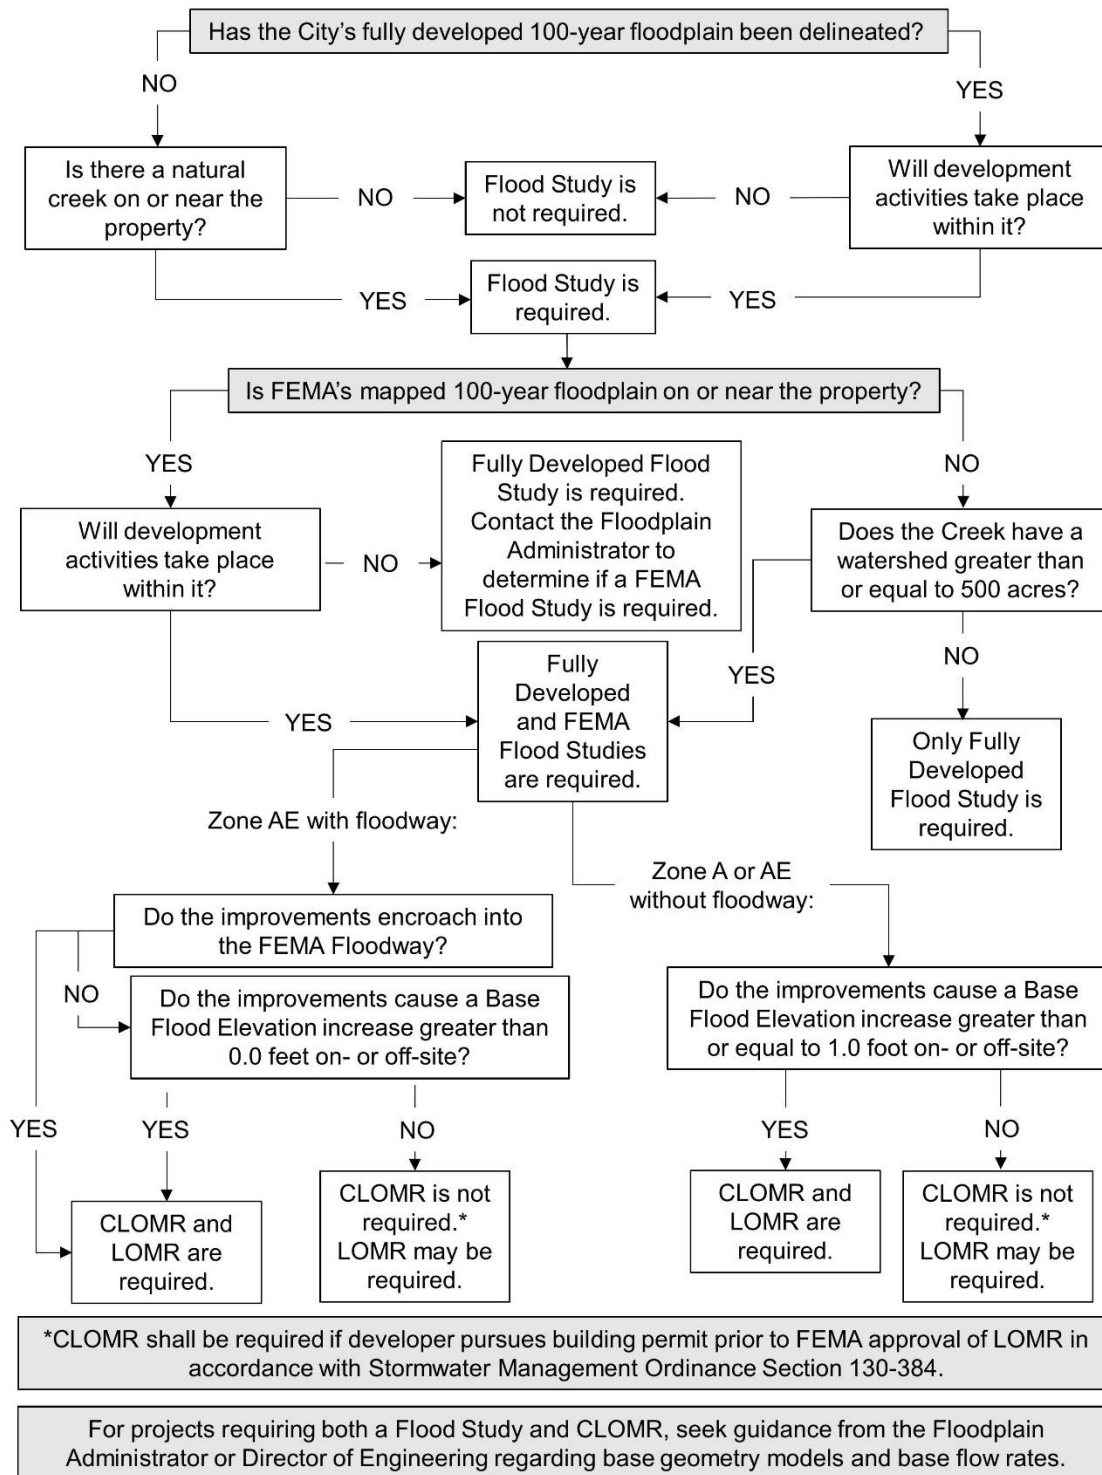 Has the City's fully developed 100-year floodplain been delineated?
NO
YES
Is there a natural
creek on or near the
property?
NO
Flood Study is
not required.
NO
Will development
activities take place
within it?
YES
Flood Study is
required.
YES
Is FEMA's mapped 100-year floodplain on or near the property?
YES
NO
Will development
activities take place
within it?
NO
Fully Developed Flood
Study is required.
Contact the Floodplain
Administrator to
determine if a FEMA
Flood Study is required.
Does the Creek have a
watershed greater than
or equal to 500 acres?
YES
NO
YES
Fully
Developed
and FEMA
Flood Studies
are required.
Only Fully
Developed
Flood Study is
required.
Zone AE with floodway:
Zone A or AE
without floodway:
Do the improvements encroach into
the FEMA Floodway?
NO
Do the improvements cause a Base
Flood Elevation increase greater than
0.0 feet on- or off-site?
Do the improvements cause a Base
Flood Elevation increase greater than
or equal to 1.0 foot on- or off-site?
YES
YES
NO
YES
NO
CLOMR and
LOMR are
required.
CLOMR is not
required.*
LOMR may be
required.
CLOMR and
LOMR are
required.
CLOMR is not
required.*
LOMR may be
required.
*CLOMR shall be required if developer pursues building permit prior to FEMA approval of LOMR in
accordance with Stormwater Management Ordinance Section 130-384.
For projects requiring both a Flood Study and CLOMR, seek guidance from the Floodplain
Administrator or Director of Engineering regarding base geometry models and base flow rates.